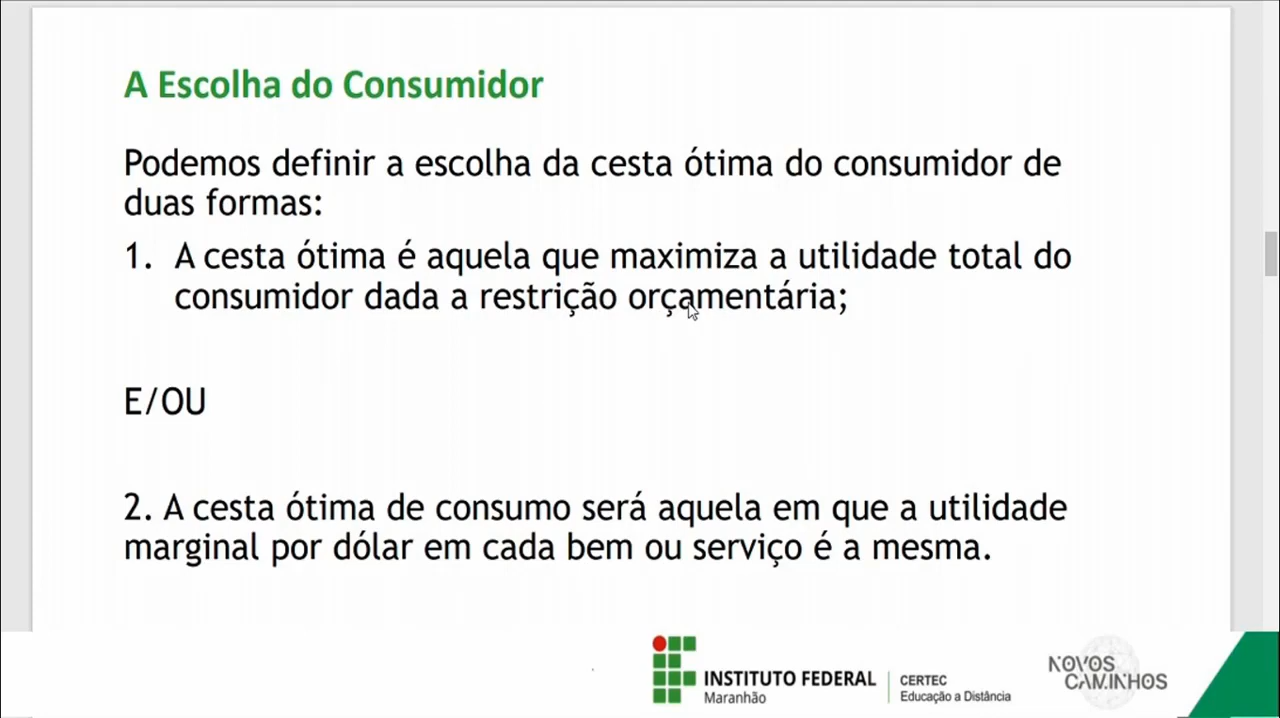 A Escolha do Consumidor
Podemos definir a escolha da cesta ótima do consumidor de
duas formas:
1. A cesta ótima é aquela que maximiza a utilidade total do
consumidor dada a restrição orçamentária;
E/OU
2. A cesta ótima de consumo será aquela em que a utilidade
marginal por dólar em cada bem ou serviço é a mesma.
INSTITUTO FEDERAL
Maranhão
CERTEC
Educação a Distância
NOVOS
CAMINHOS